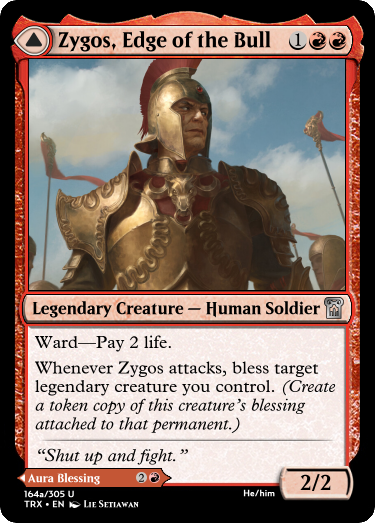 Zygos, Edge of the Bull 1
Legendary Creature — Human Soldier
Ward—Pay 2 life.
Whenever Zygos attacks, bless target
legendary creature you control. (Create
a token copy of this creature's blessing
attached to that permanent.)
“Shut up and fight.”
Aura Blessing 2
2/2
164a/305 U
He/him
TRX • EN Lie Setiawan